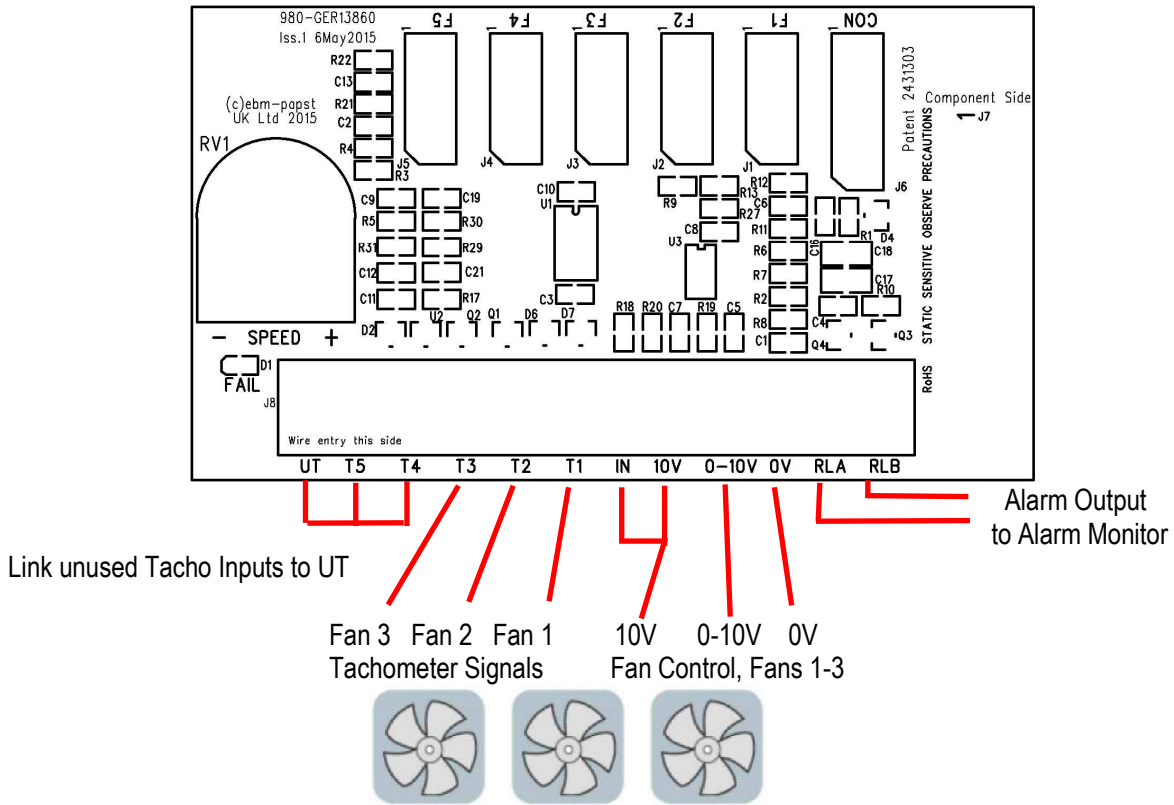 980-GER13860
Iss.1 6May2015
F5
F4
F3
F2
F1
CON
1
1
1
1
1
1
R22
C13
R21
C2
R4
R3
(c)ebm-papst
UK Ltd 2015
RV1
J5
J4
J3
J2
J1
J6
Patent 2431303
Component Side
1 J7
STATIC SENSITIVE OBSERVE PRECAUTIONS
RoHS
C9
C19
R5
R30
R31
R29
C12
C21
C11
R17
C10
U1
C3
R9
R13
R27
C8
U3
R12
C6
R11
R6
R7
R2
R8
C1
C16
R1
D4
C18
C17
R10
C4
Q4
Q3
D2
U2
Q2
Q1
D6
D7
R18
R20
C7
R19
C5
- SPEED +
D1
FAIL
J8
Wire entry this side
UT T5 T4 T3 T2 T1 IN 10V 0-10V 0V RLA RLB
Alarm Output
to Alarm Monitor
Link unused Tacho Inputs to UT
Fan 3 Fan 2 Fan 1
Tachometer Signals
10V 0-10V 0V
Fan Control, Fans 1-3